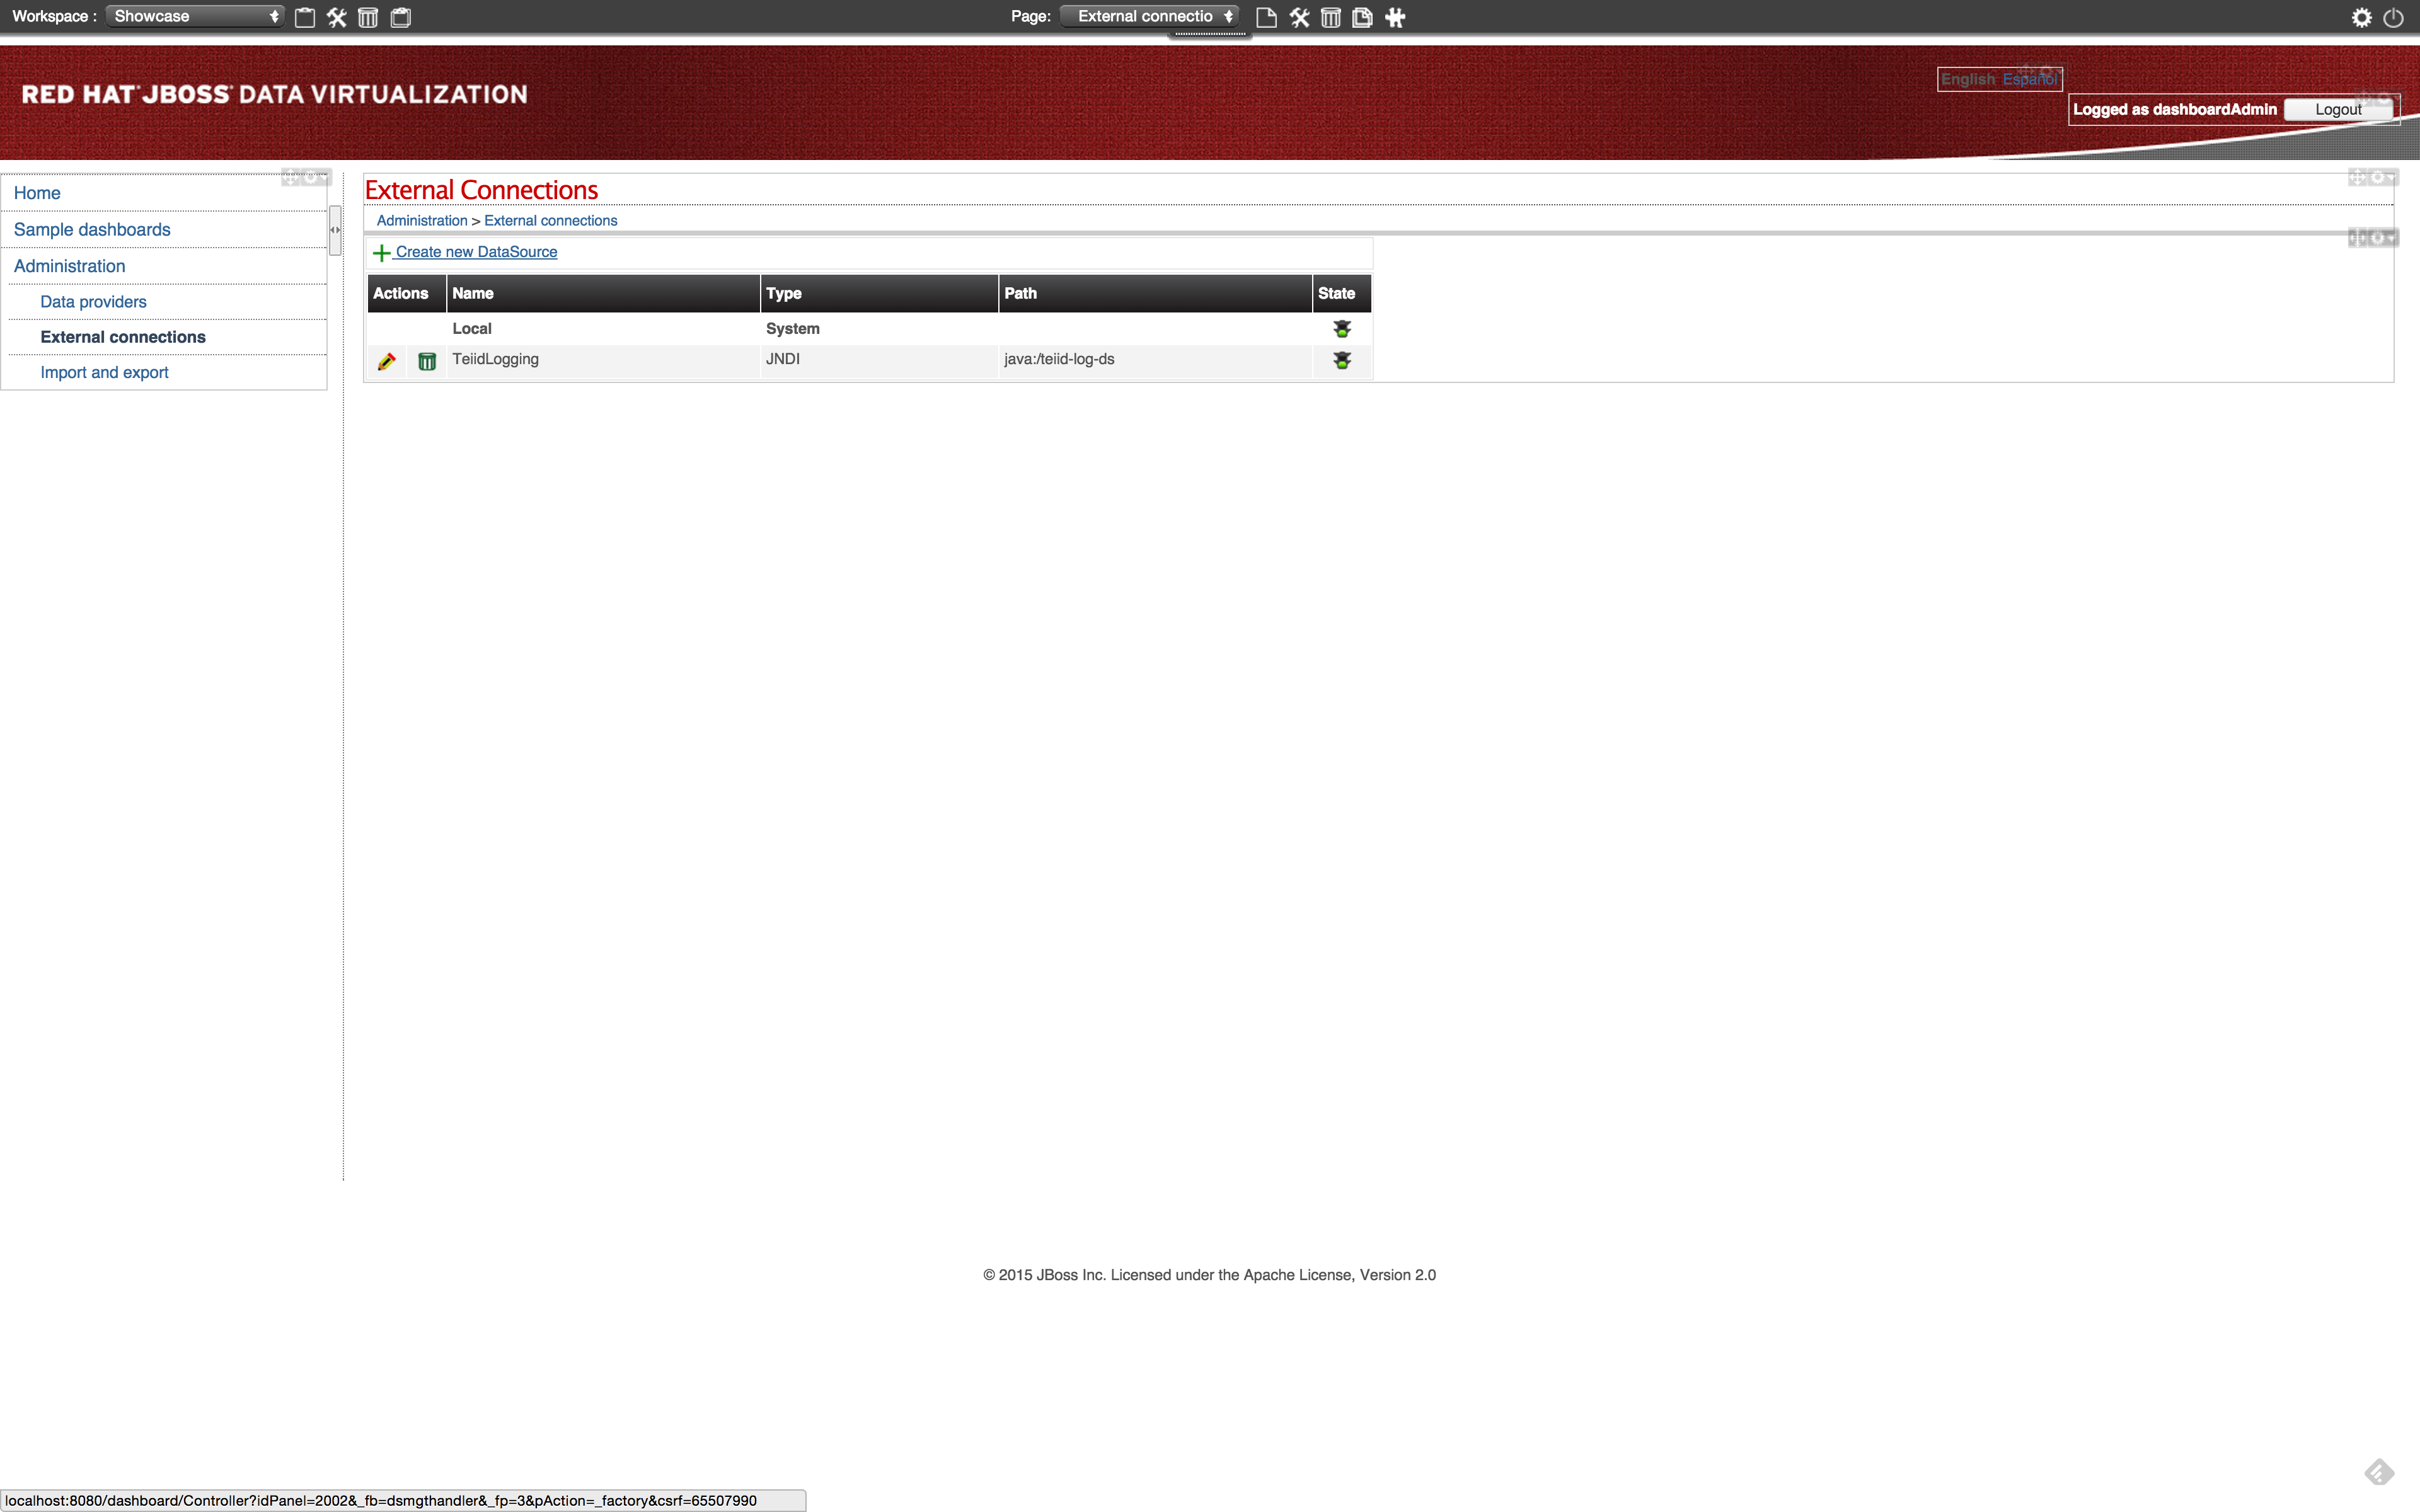 Workspace : Showcase Page: External connectio
RED HAT JBOSS DATA VIRTUALIZATION
English Español
Logged as dashboardAdmin Logout
Home
Sample dashboards
Administration
Data providers
External connections
Import and export
External Connections
Administration > External connections
Create new DataSource
Actions Name Type Path State
Local System
TeiidLogging JNDI java:/teiid-log-ds
© 2015 JBoss Inc. Licensed under the Apache License, Version 2.0
localhost:8080/dashboard/Controller?idPanel=2002&_fb=dsmgthandler&_fp=3&pAction=_factory&csrf=65507990